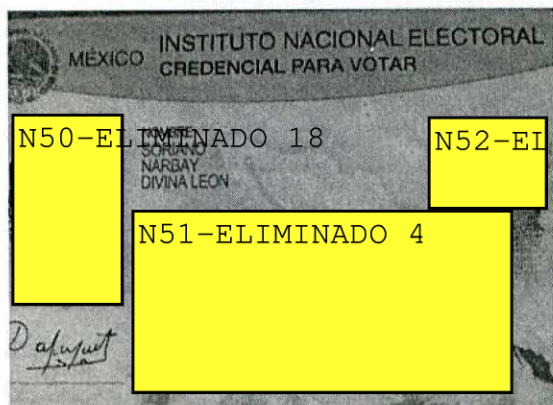 MÉXICO INSTITUTO NACIONAL ELECTORAL
CREDENCIAL PARA VOTAR
N50-ELIMINADO 18
NOMBRE
SORIANO
NARBAY
DIVINA LEON
N52-EL
N51-ELIMINADO 4